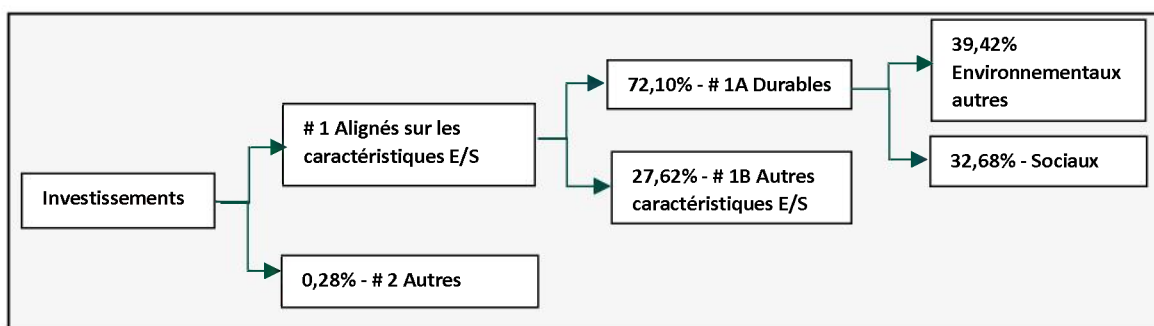 Investissements
# 1 Alignés sur les
caractéristiques E/S
0,28% - # 2 Autres
72,10% - # 1A Durables
27,62% - # 1B Autres
caractéristiques E/S
39,42%
Environnementaux
autres
32,68% - Sociaux